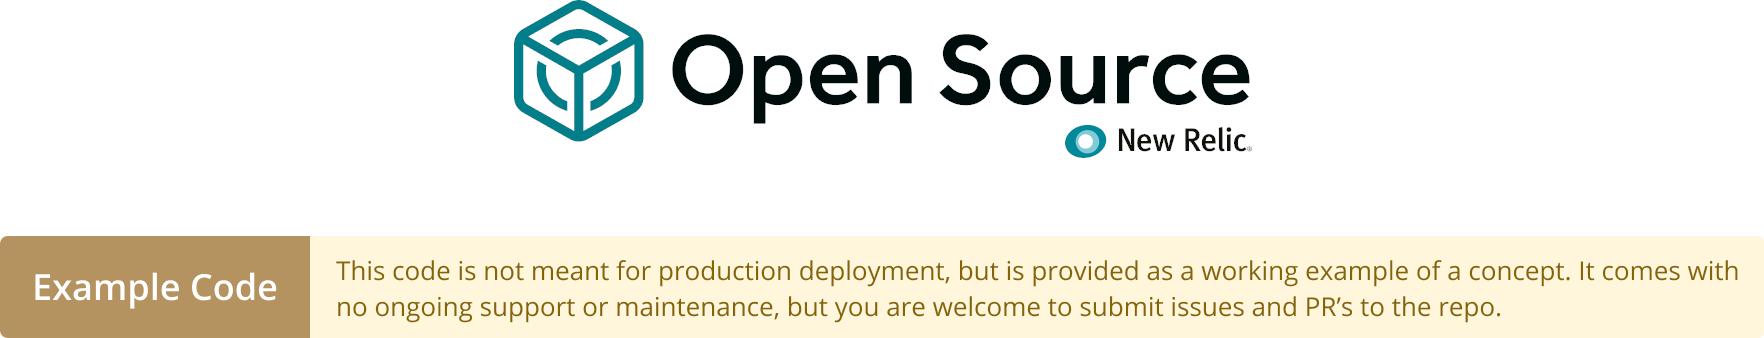 Open Source
New Relic®
Example Code
This code is not meant for production deployment, but is provided as a working example of a concept. It comes with
no ongoing support or maintenance, but you are welcome to submit issues and PR’s to the repo.